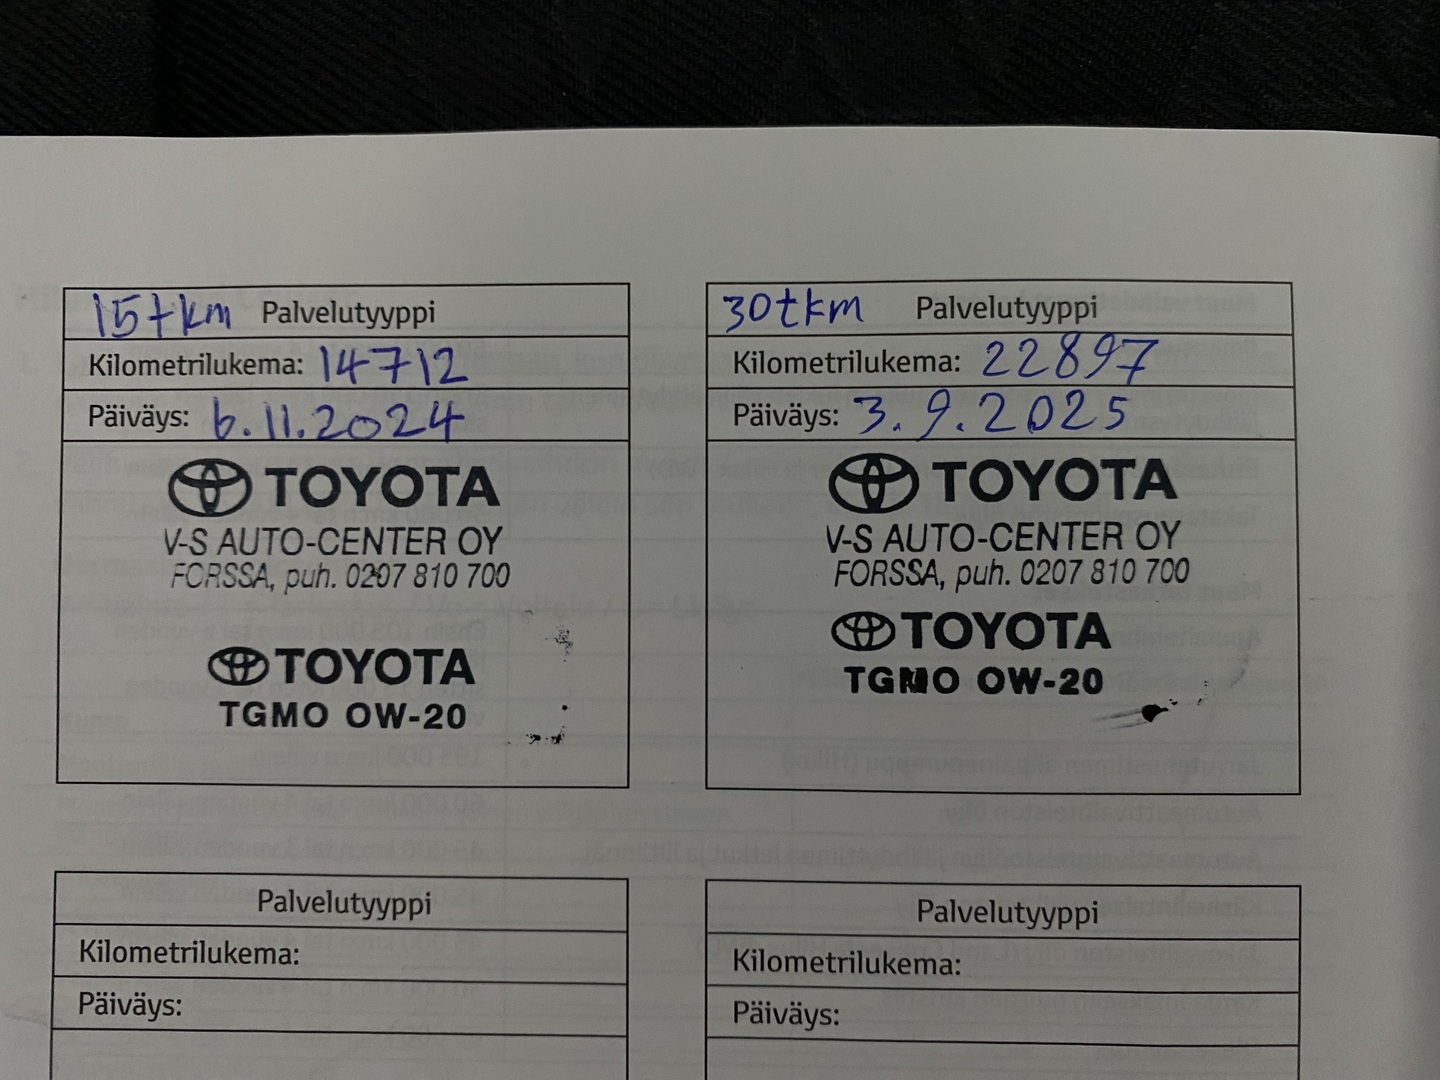 15tkm Palvelutyyppi
Kilometrilukema: 14712
Päiväys: 6.11.2024
TOYOTA
V-S AUTO-CENTER OY
FORSSA, puh. 0207 810 700
TOYOTA
TGMO 0W-20
30tkm Palvelutyyppi
Kilometrilukema: 22897
Päiväys: 3.9.2025
TOYOTA
V-S AUTO-CENTER OY
FORSSA, puh. 0207 810 700
TOYOTA
TGMO 0W-20
Palvelutyyppi
Kilometrilukema:
Päiväys:
Palvelutyyppi
Kilometrilukema:
Päiväys: